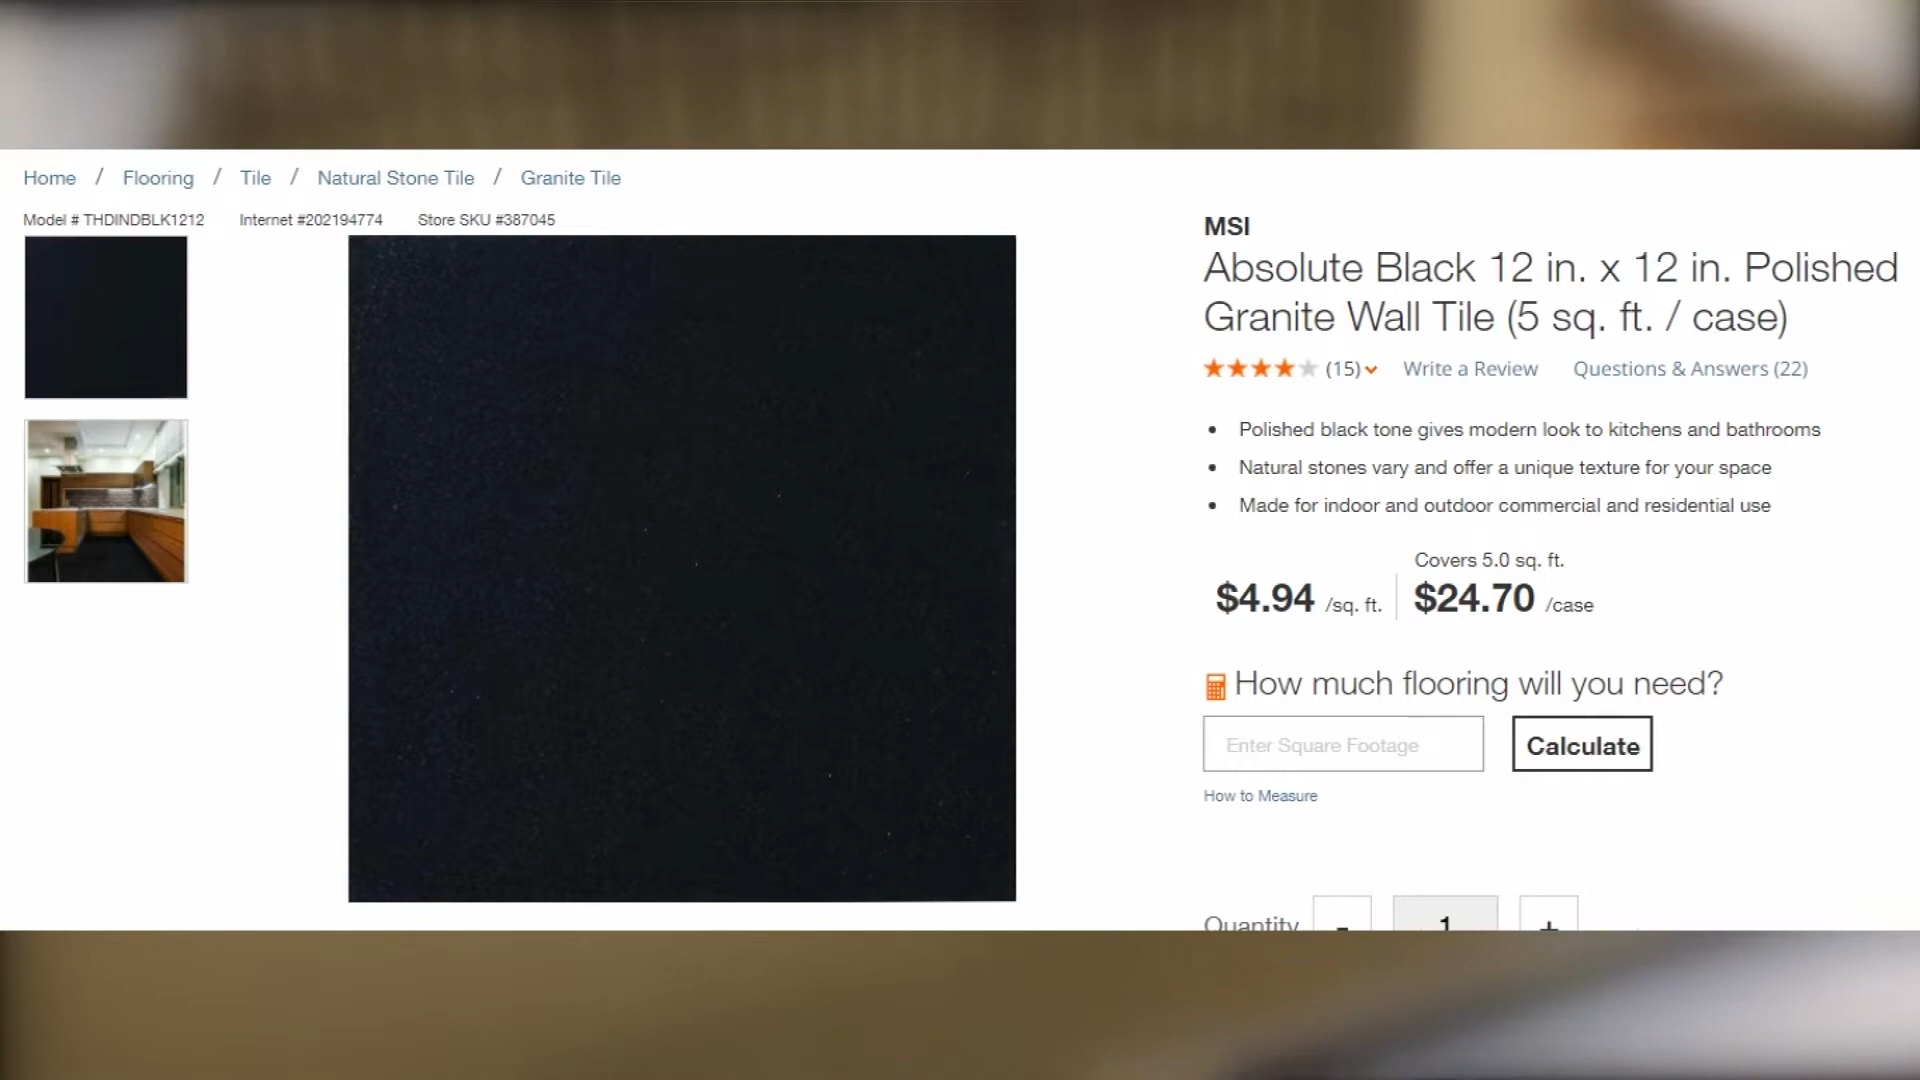 Home / Flooring / Tile / Natural Stone Tile / Granite Tile
Model # THDINDBLK1212 Internet #202194774 Store SKU #387045
MSI
Absolute Black 12 in. x 12 in. Polished
Granite Wall Tile (5 sq. ft. / case)
(15) Write a Review Questions & Answers (22)
• Polished black tone gives modern look to kitchens and bathrooms
• Natural stones vary and offer a unique texture for your space
• Made for indoor and outdoor commercial and residential use
Covers 5.0 sq. ft.
$4.94 /sq. ft. $24.70 /case
How much flooring will you need?
Enter Square Footage Calculate
How to Measure
Quantity - 1 +